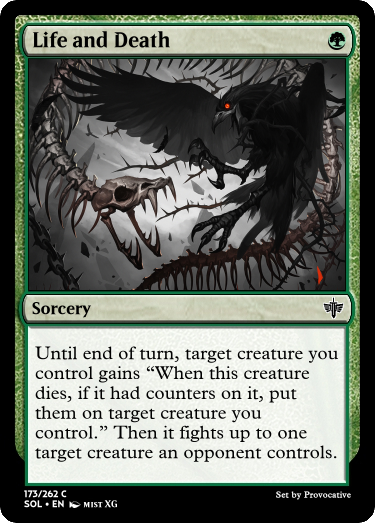 Life and Death
Sorcery
Until end of turn, target creature you
control gains “When this creature
dies, if it had counters on it, put
them on target creature you
control.” Then it fights up to one
target creature an opponent controls.
173/262 C
SOL • EN MIST XG
Set by Provocative